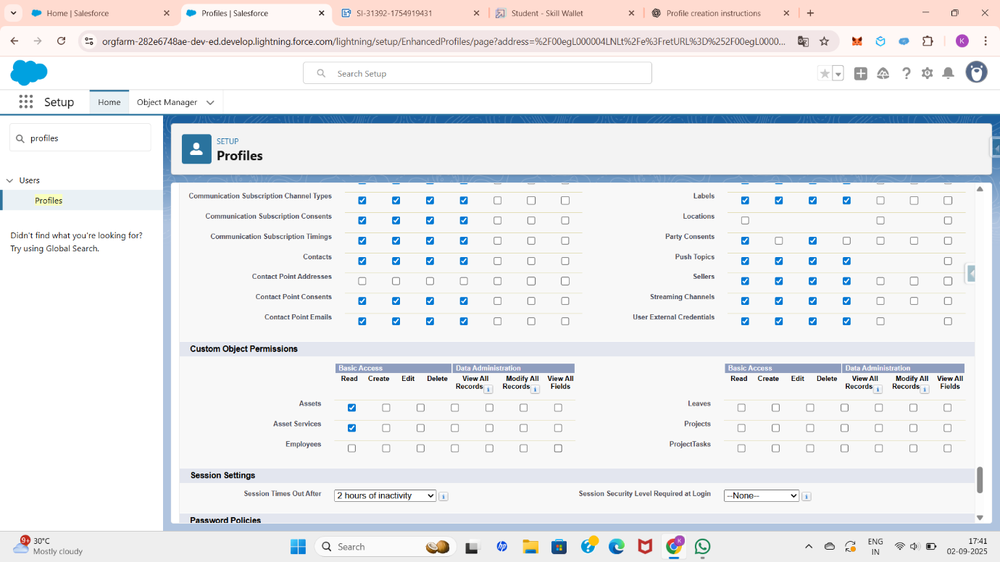 Home | Salesforce
Profiles | Salesforce
SI-31392-1754919431
Student - Skill Wallet
Profile creation instructions
orgfarm-282e6748ae-dev-ed.develop.lightning.force.com/lightning/setup/EnhancedProfiles/page?address=%2F00egL000004LNLt%2Fe%3FretURL%3D%252F00egL0000...
K
Search Setup
Setup
Home
Object Manager
profiles
Users
Profiles
Didn't find what you're looking for?
Try using Global Search.
SETUP
Profiles
Communication Subscription Channel Types
Labels
Communication Subscription Consents
Locations
Communication Subscription Timings
Party Consents
Contacts
Push Topics
Contact Point Addresses
Sellers
Contact Point Consents
Streaming Channels
Contact Point Emails
User External Credentials
Custom Object Permissions
Basic Access Data Administration
Basic Access Data Administration
Read Create Edit Delete View All Records Modify All Records View All Fields
Read Create Edit Delete View All Records Modify All Records View All Fields
Assets
Leaves
Asset Services
Projects
Employees
ProjectTasks
Session Settings
Session Times Out After
2 hours of inactivity
Session Security Level Required at Login
--None--
Password Policies
9+
30°C
Mostly cloudy
Search
ENG
IN
17:41
02-09-2025